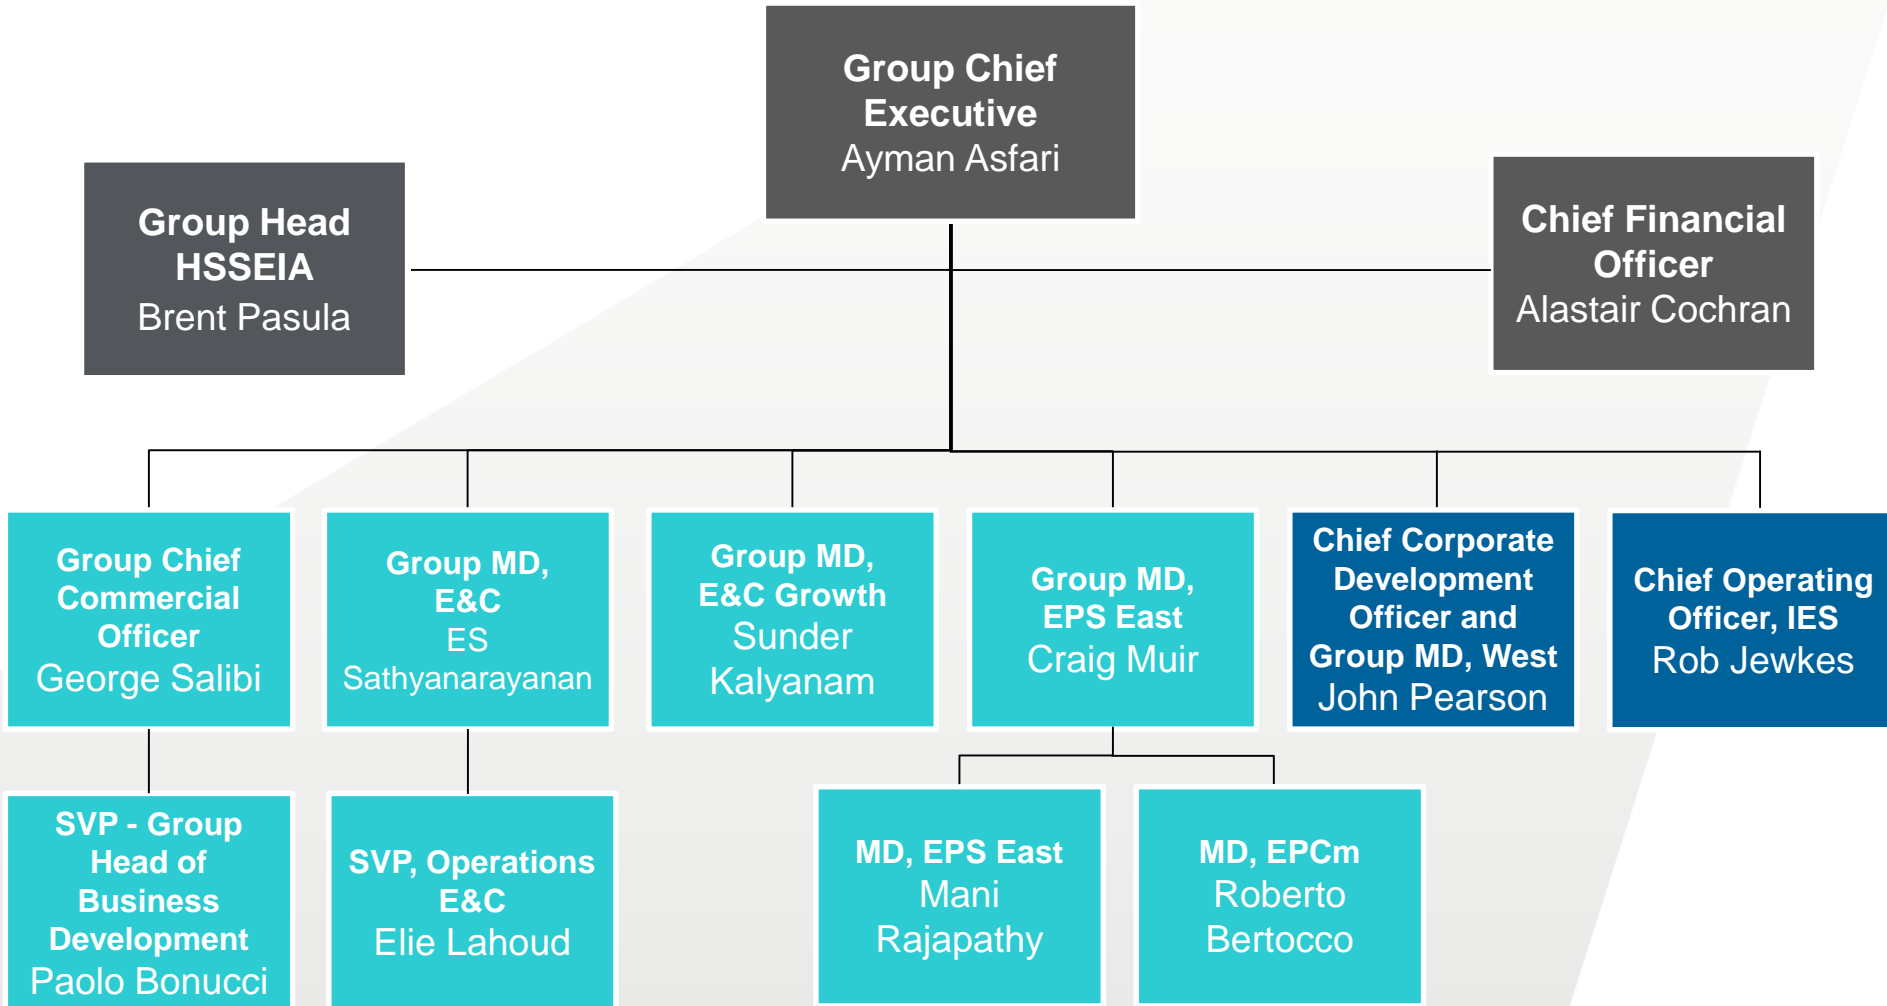 Group Chief
Executive
Ayman Asfari
Group Head
HSSEIA
Brent Pasula
Chief Financial
Officer
Alastair Cochran
Group Chief
Commercial
Officer
George Salibi
Group MD,
E&C
ES
Sathyanarayanan
Group MD,
E&C Growth
Sunder
Kalyanam
Group MD,
EPS East
Craig Muir
Chief Corporate
Development
Officer and
Group MD, West
John Pearson
Chief Operating
Officer, IES
Rob Jewkes
SVP - Group
Head of
Business
Development
Paolo Bonucci
SVP, Operations
E&C
Elie Lahoud
MD, EPS East
Mani
Rajapathy
MD, EPCm
Roberto
Bertocco